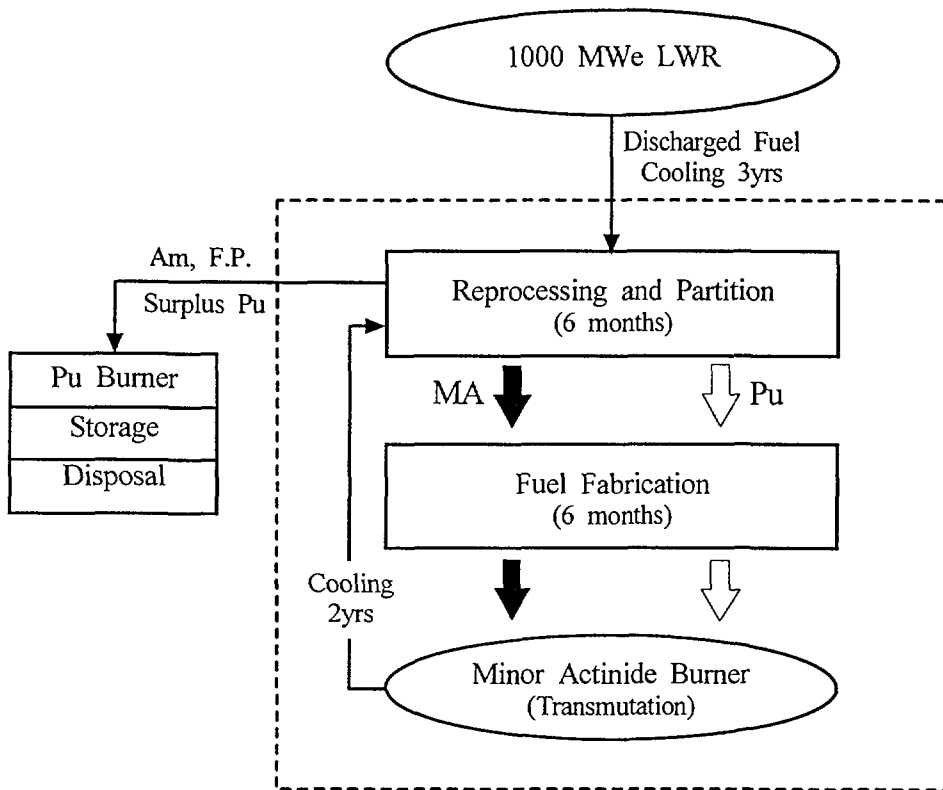 1000 MWe LWR
Discharged Fuel
Cooling 3yrs
Am, F.P.
Surplus Pu
Reprocessing and Partition
(6 months)
Pu Burner
Storage
Disposal
MA
Pu
Fuel Fabrication
(6 months)
Cooling
2yrs
Minor Actinide Burner
(Transmutation)